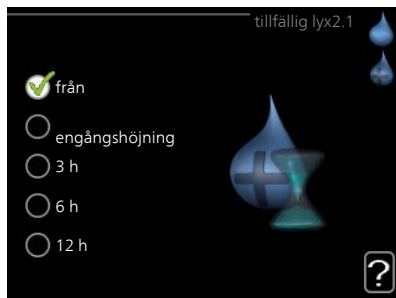 tillfällig lyx2.1
från
engångshöjning
3 h
6 h
12 h
?